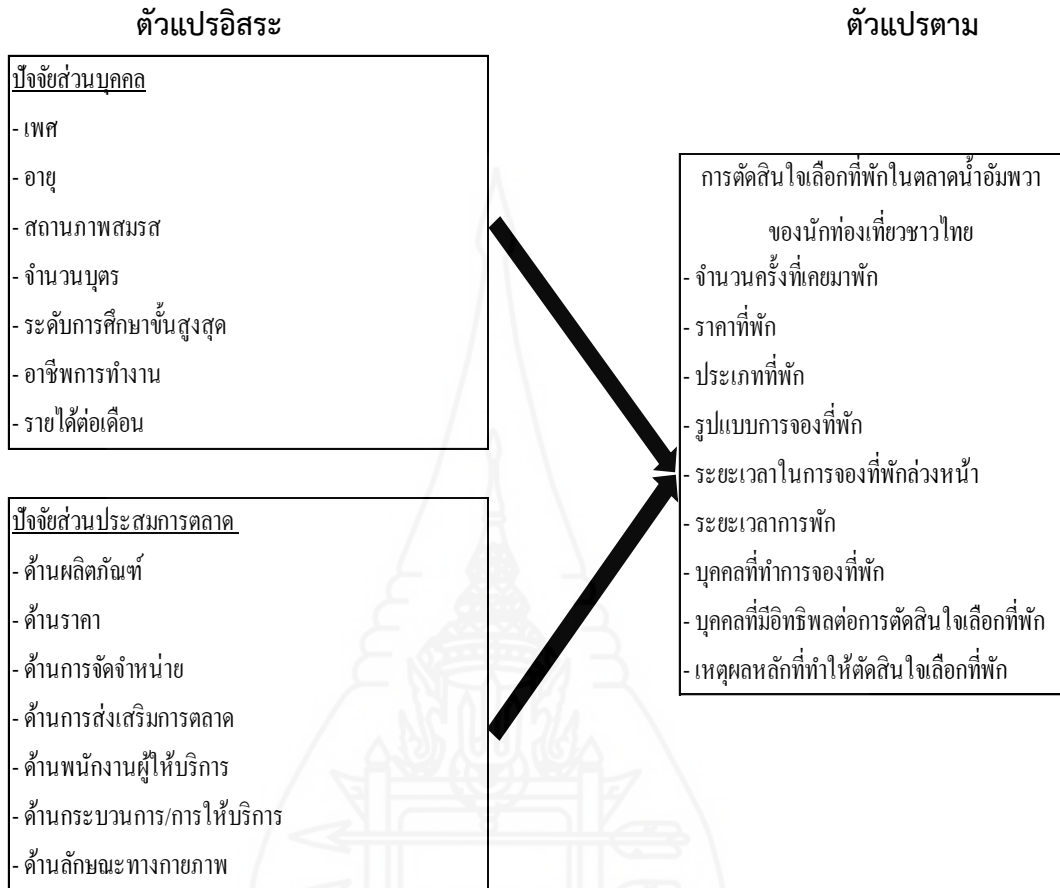 ตัวแปรอิสระ
ปัจจัยส่วนบุคคล
- เพศ
- อายุ
- สถานภาพสมรส
- จำนวนบุตร
- ระดับการศึกษาขั้นสูงสุด
- อาชีพการทำงาน
- รายได้ต่อเดือน
ปัจจัยส่วนประสมการตลาด
- ด้านผลิตภัณฑ์
- ด้านราคา
- ด้านการจัดจำหน่าย
- ด้านการส่งเสริมการตลาด
- ด้านพนักงานผู้ให้บริการ
- ด้านกระบวนการ/การให้บริการ
- ด้านลักษณะทางกายภาพ
ตัวแปรตาม
การตัดสินใจเลือกที่พักในตลาดน้ำอัมพวา
ของนักท่องเที่ยวชาวไทย
- จำนวนครั้งที่เคยมาพัก
- ราคาที่พัก
- ประเภทที่พัก
- รูปแบบการจองที่พัก
- ระยะเวลาในการจองที่พักล่วงหน้า
- ระยะเวลาการพัก
- บุคคลที่ทำการจองที่พัก
- บุคคลที่มีอิทธิพลต่อการตัดสินใจเลือกที่พัก
- เหตุผลหลักที่ทำให้ตัดสินใจเลือกที่พัก